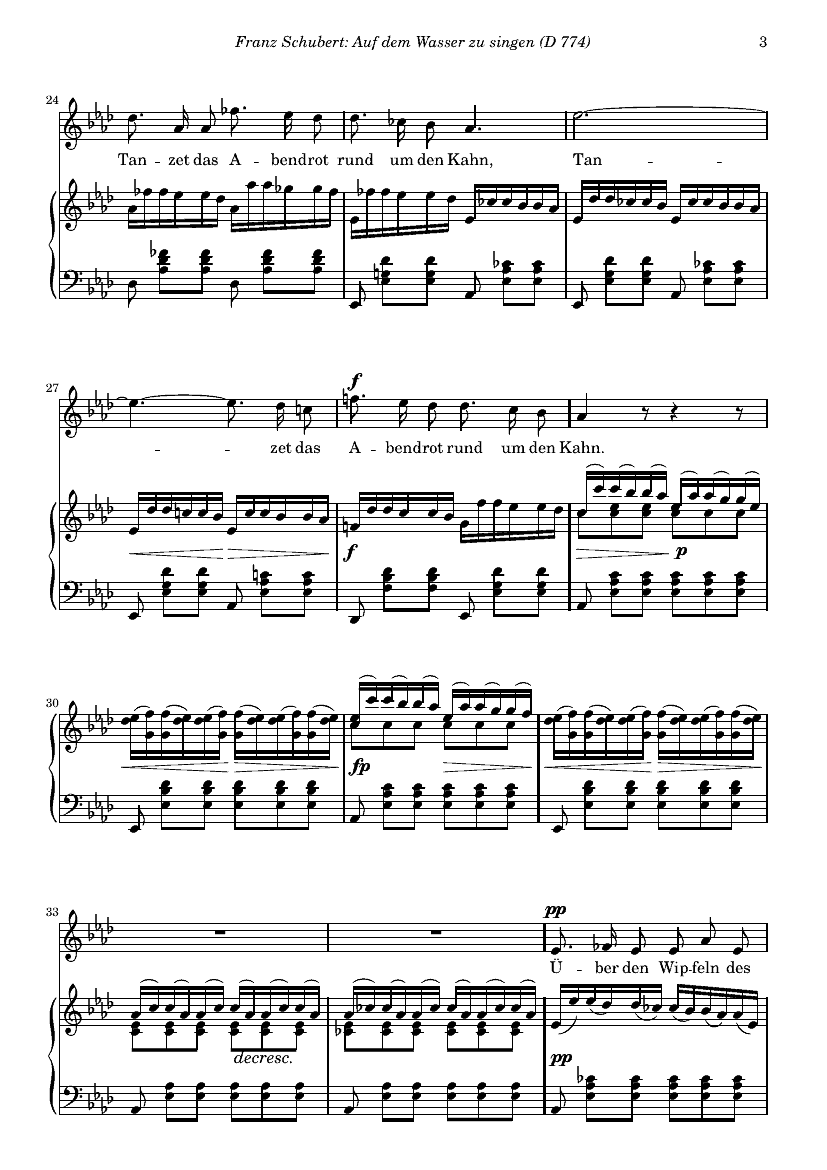 Franz Schubert: Auf dem Wasser zu singen (D 774) 3
24
Tan -- zet das A -- bendrot rund um den Kahn, Tan -- -- --
27
f
-- -- zet das A -- bendrot rund um den Kahn.
f p
30
fp
33
pp
Ü -- ber den Wip-feln des
decresc. pp